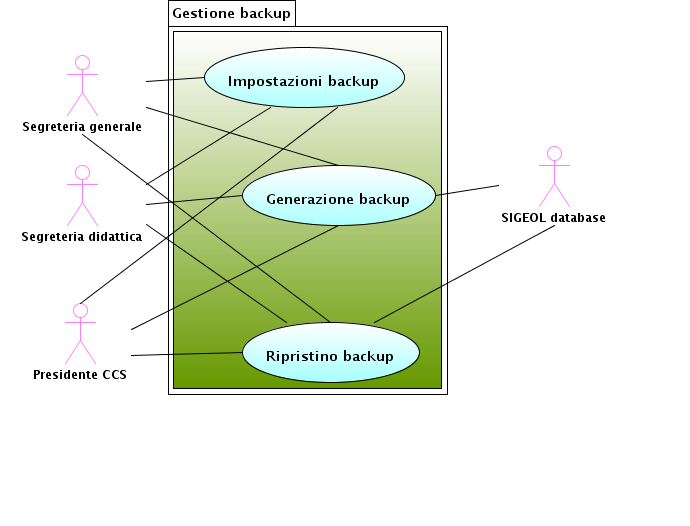 Gestione backup
Impostazioni backup
Segreteria generale
Generazione backup
SIGEOL database
Segreteria didattica
Ripristino backup
Presidente CCS